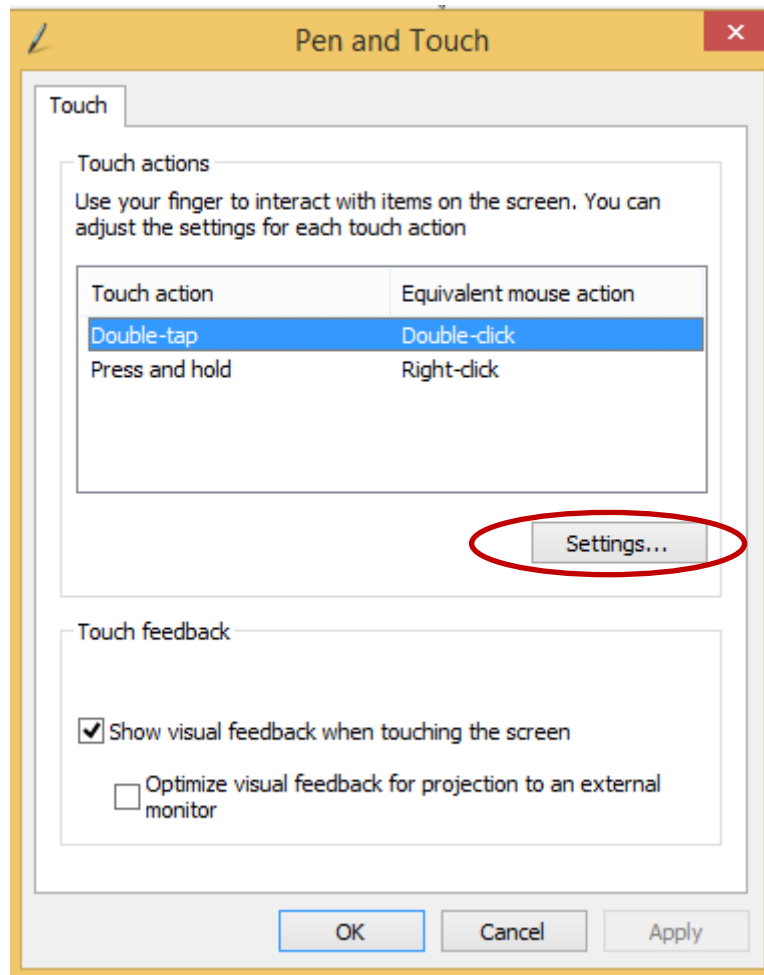 Pen and Touch
Touch
Touch actions
Use your finger to interact with items on the screen. You can
adjust the settings for each touch action
Touch action Equivalent mouse action
Double-tap Double-click
Press and hold Right-click
Settings...
Touch feedback
Show visual feedback when touching the screen
Optimize visual feedback for projection to an external
monitor
OK Cancel Apply